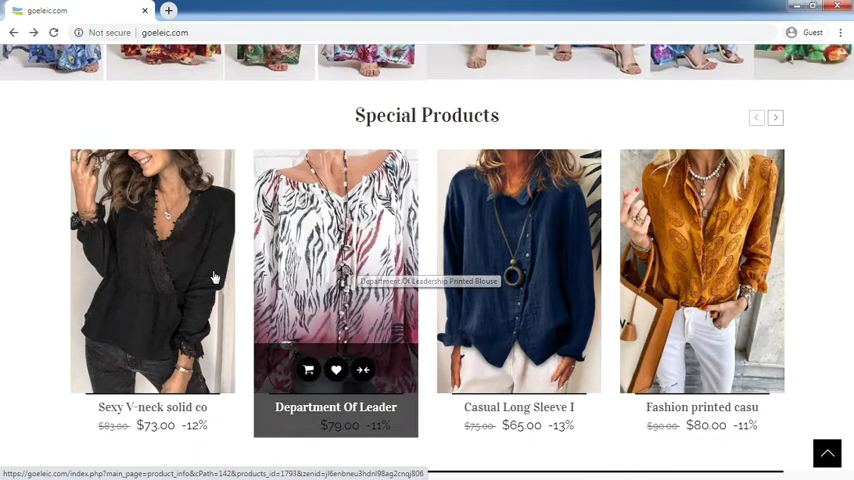 goeleic.com
Not secure
goeleic.com
Guest
Special Products
Department Of Leadership Printed Blouse
Sexy V-neck solid co
Department Of Leader
Casual Long Sleeve I
Fashion printed casu
$83.00 $73.00 -12%
$79.00 -11%
$75.00 $65.00 -13%
$90.00 $80.00 -11%
https://goeleic.com/index.php?main_page=product_info&cPath=142&products_id=1793&zenid=jl6enbneu3hdnl98ag2cnqj806